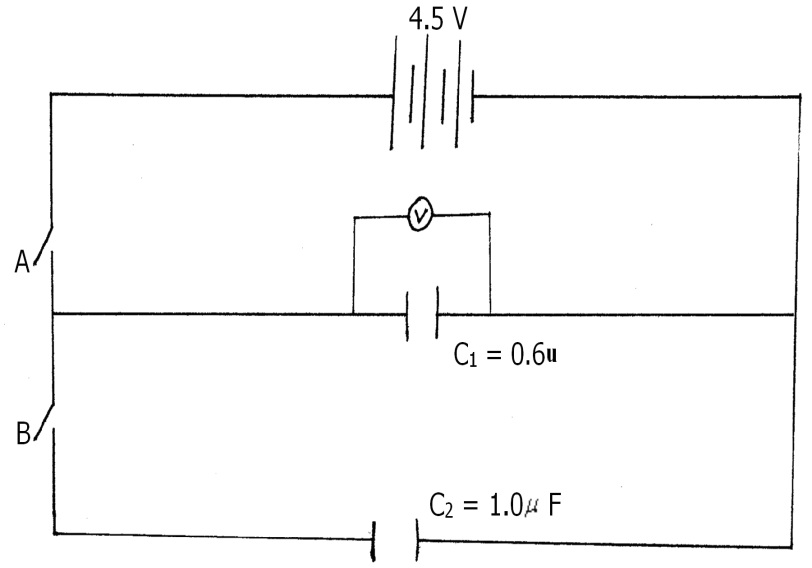 4.5 V
V
A
C₁ = 0.6u
B
C₂ = 1.0μ F